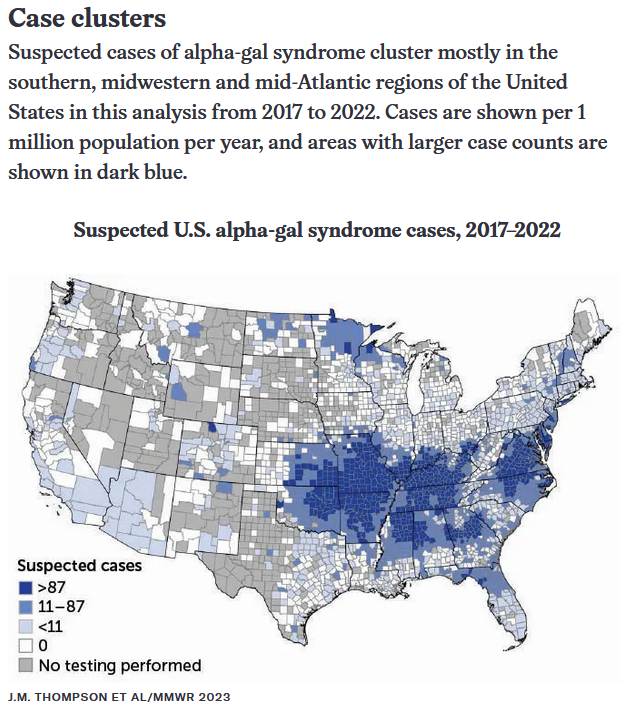 Case clusters
Suspected cases of alpha-gal syndrome cluster mostly in the
southern, midwestern and mid-Atlantic regions of the United
States in this analysis from 2017 to 2022. Cases are shown per 1
million population per year, and areas with larger case counts are
shown in dark blue.
Suspected U.S. alpha-gal syndrome cases, 2017–2022
Suspected cases
>87
11–87
<11
0
No testing performed
J.M. THOMPSON ET AL/MMWR 2023